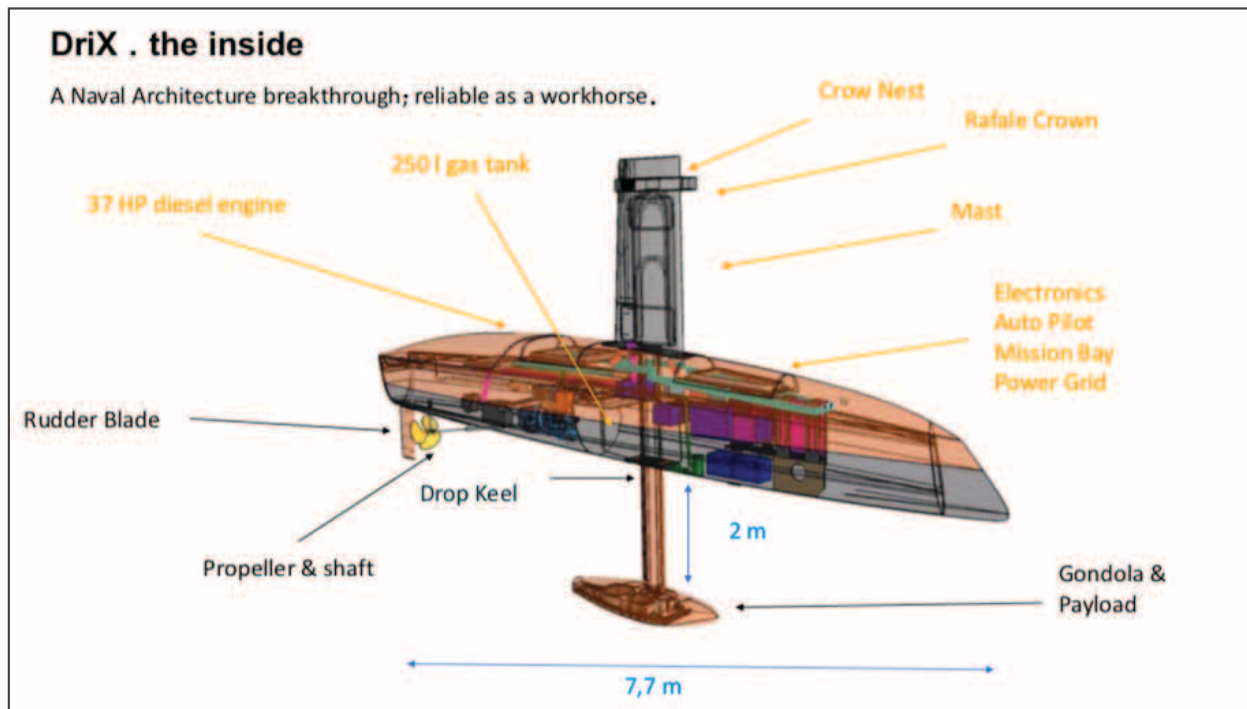 DriX . the inside
A Naval Architecture breakthrough; reliable as a workhorse.
Crow Nest
Rafale Crown
250 l gas tank
37 HP diesel engine
Mast
Electronics
Auto Pilot
Mission Bay
Power Grid
Rudder Blade
Drop Keel
2 m
Propeller & shaft
Gondola &
Payload
7,7 m